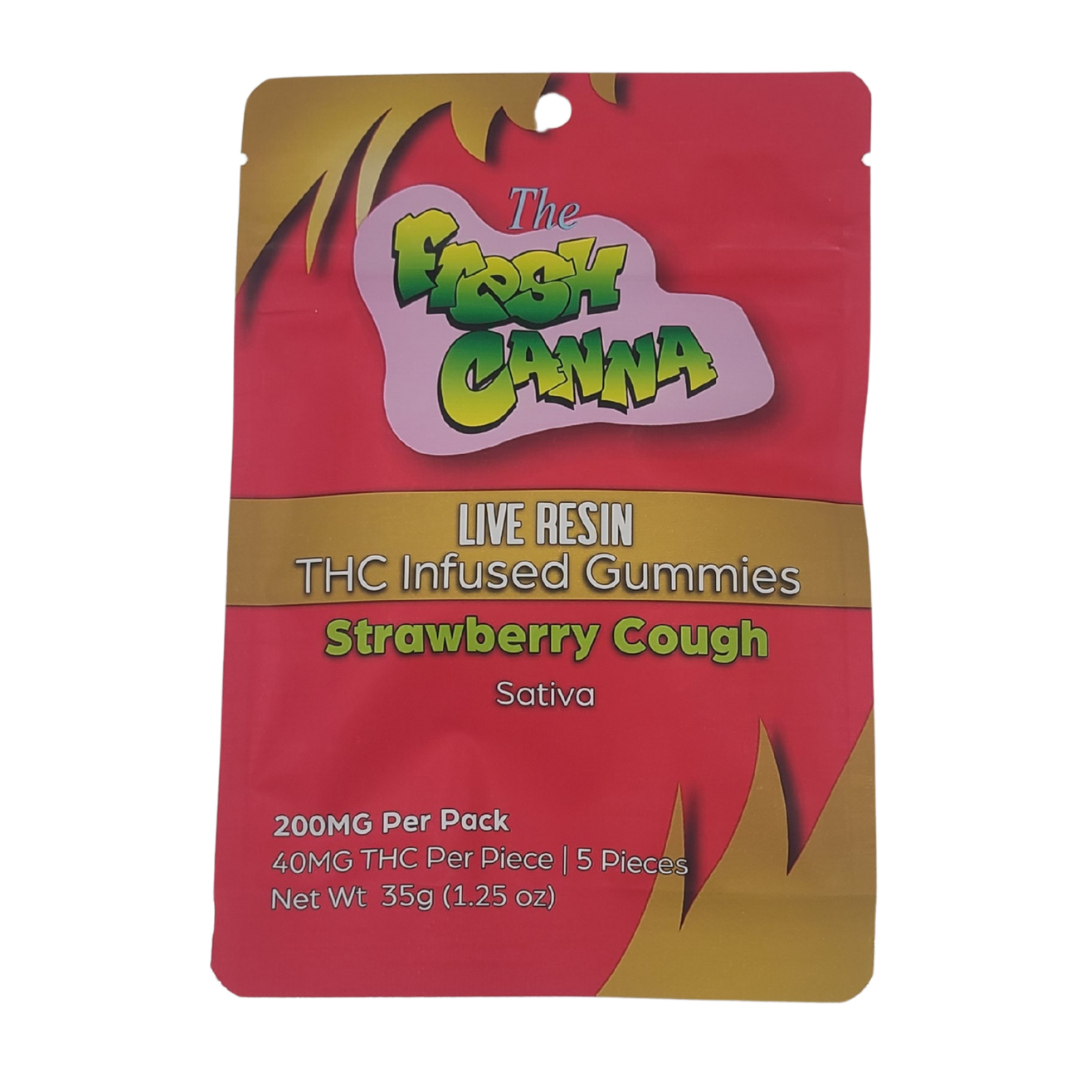 The
Fresh
CANNA
LIVE RESIN
THC Infused Gummies
Strawberry Cough
Sativa
200MG Per Pack
40MG THC Per Piece | 5 Pieces
Net Wt 35g (1.25 oz)